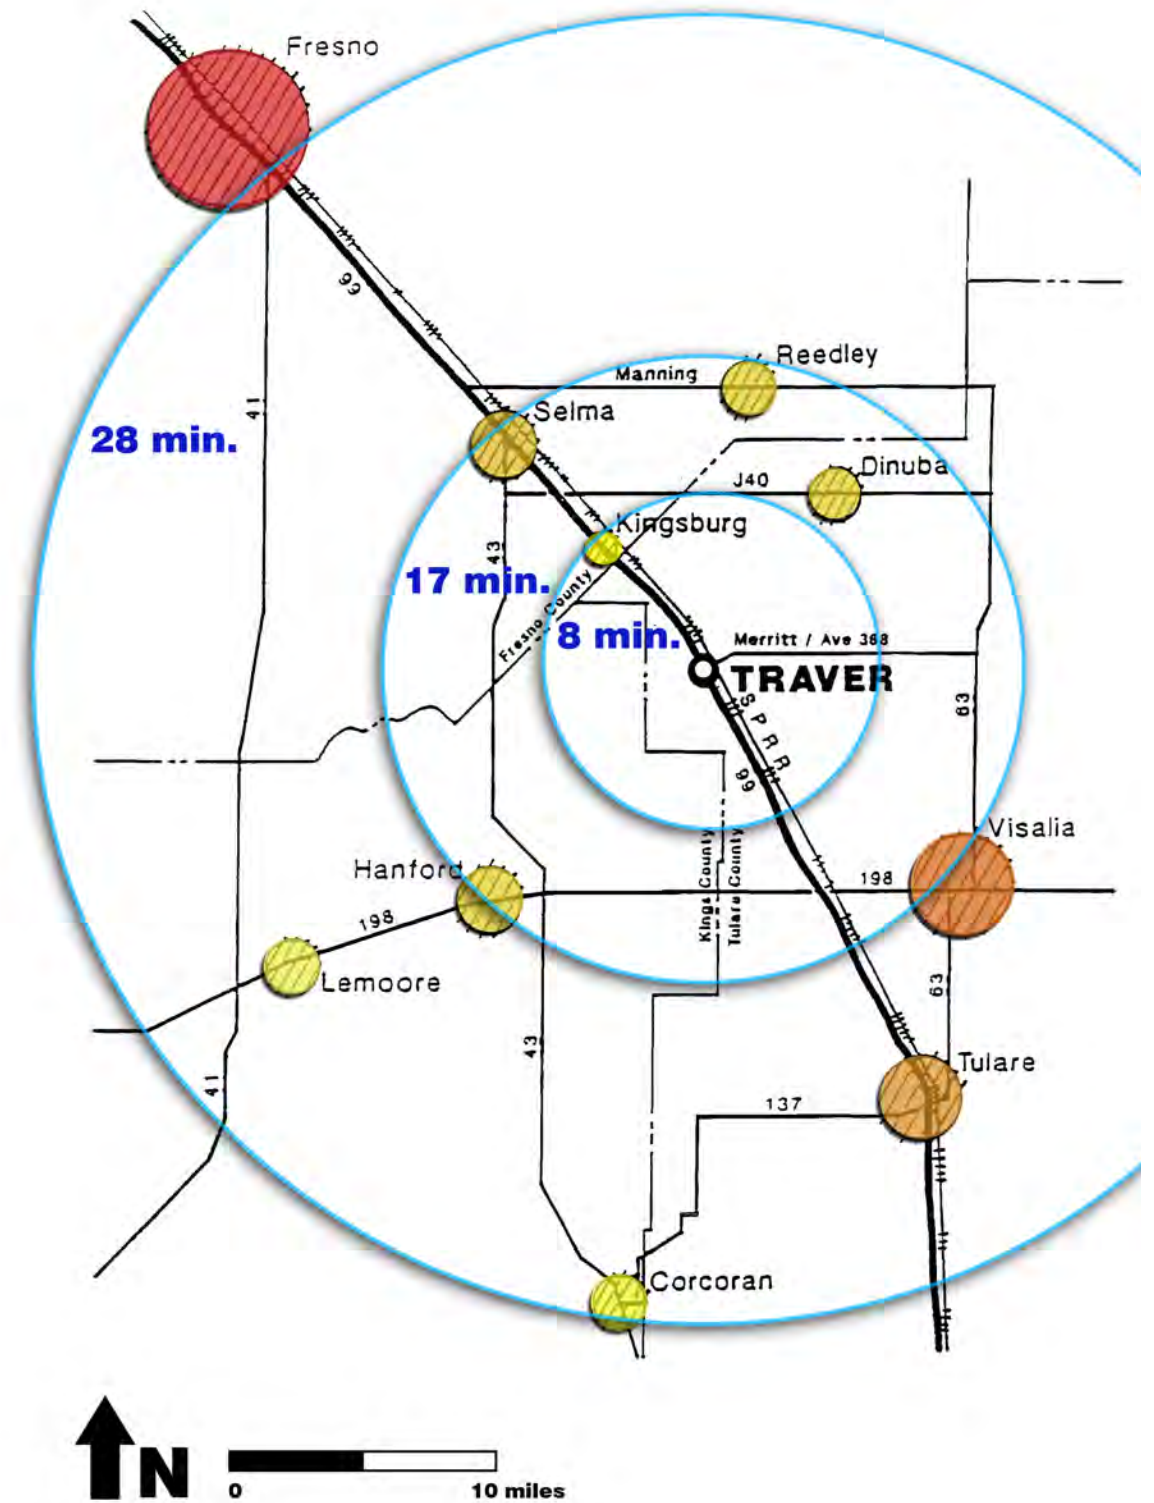 Fresno
99
41
Reedley
Manning
Selma
Dinuba
28 min.
J40
Kingsburg
43
17 min.
Fresno County
8 min.
Merritt / Ave 388
TRAVER
SPRR
63
99
Visalia
Kings County
Tulare County
Hanford
198
198
Lemoore
63
43
Tulare
41
137
Corcoran
N
0
10 miles